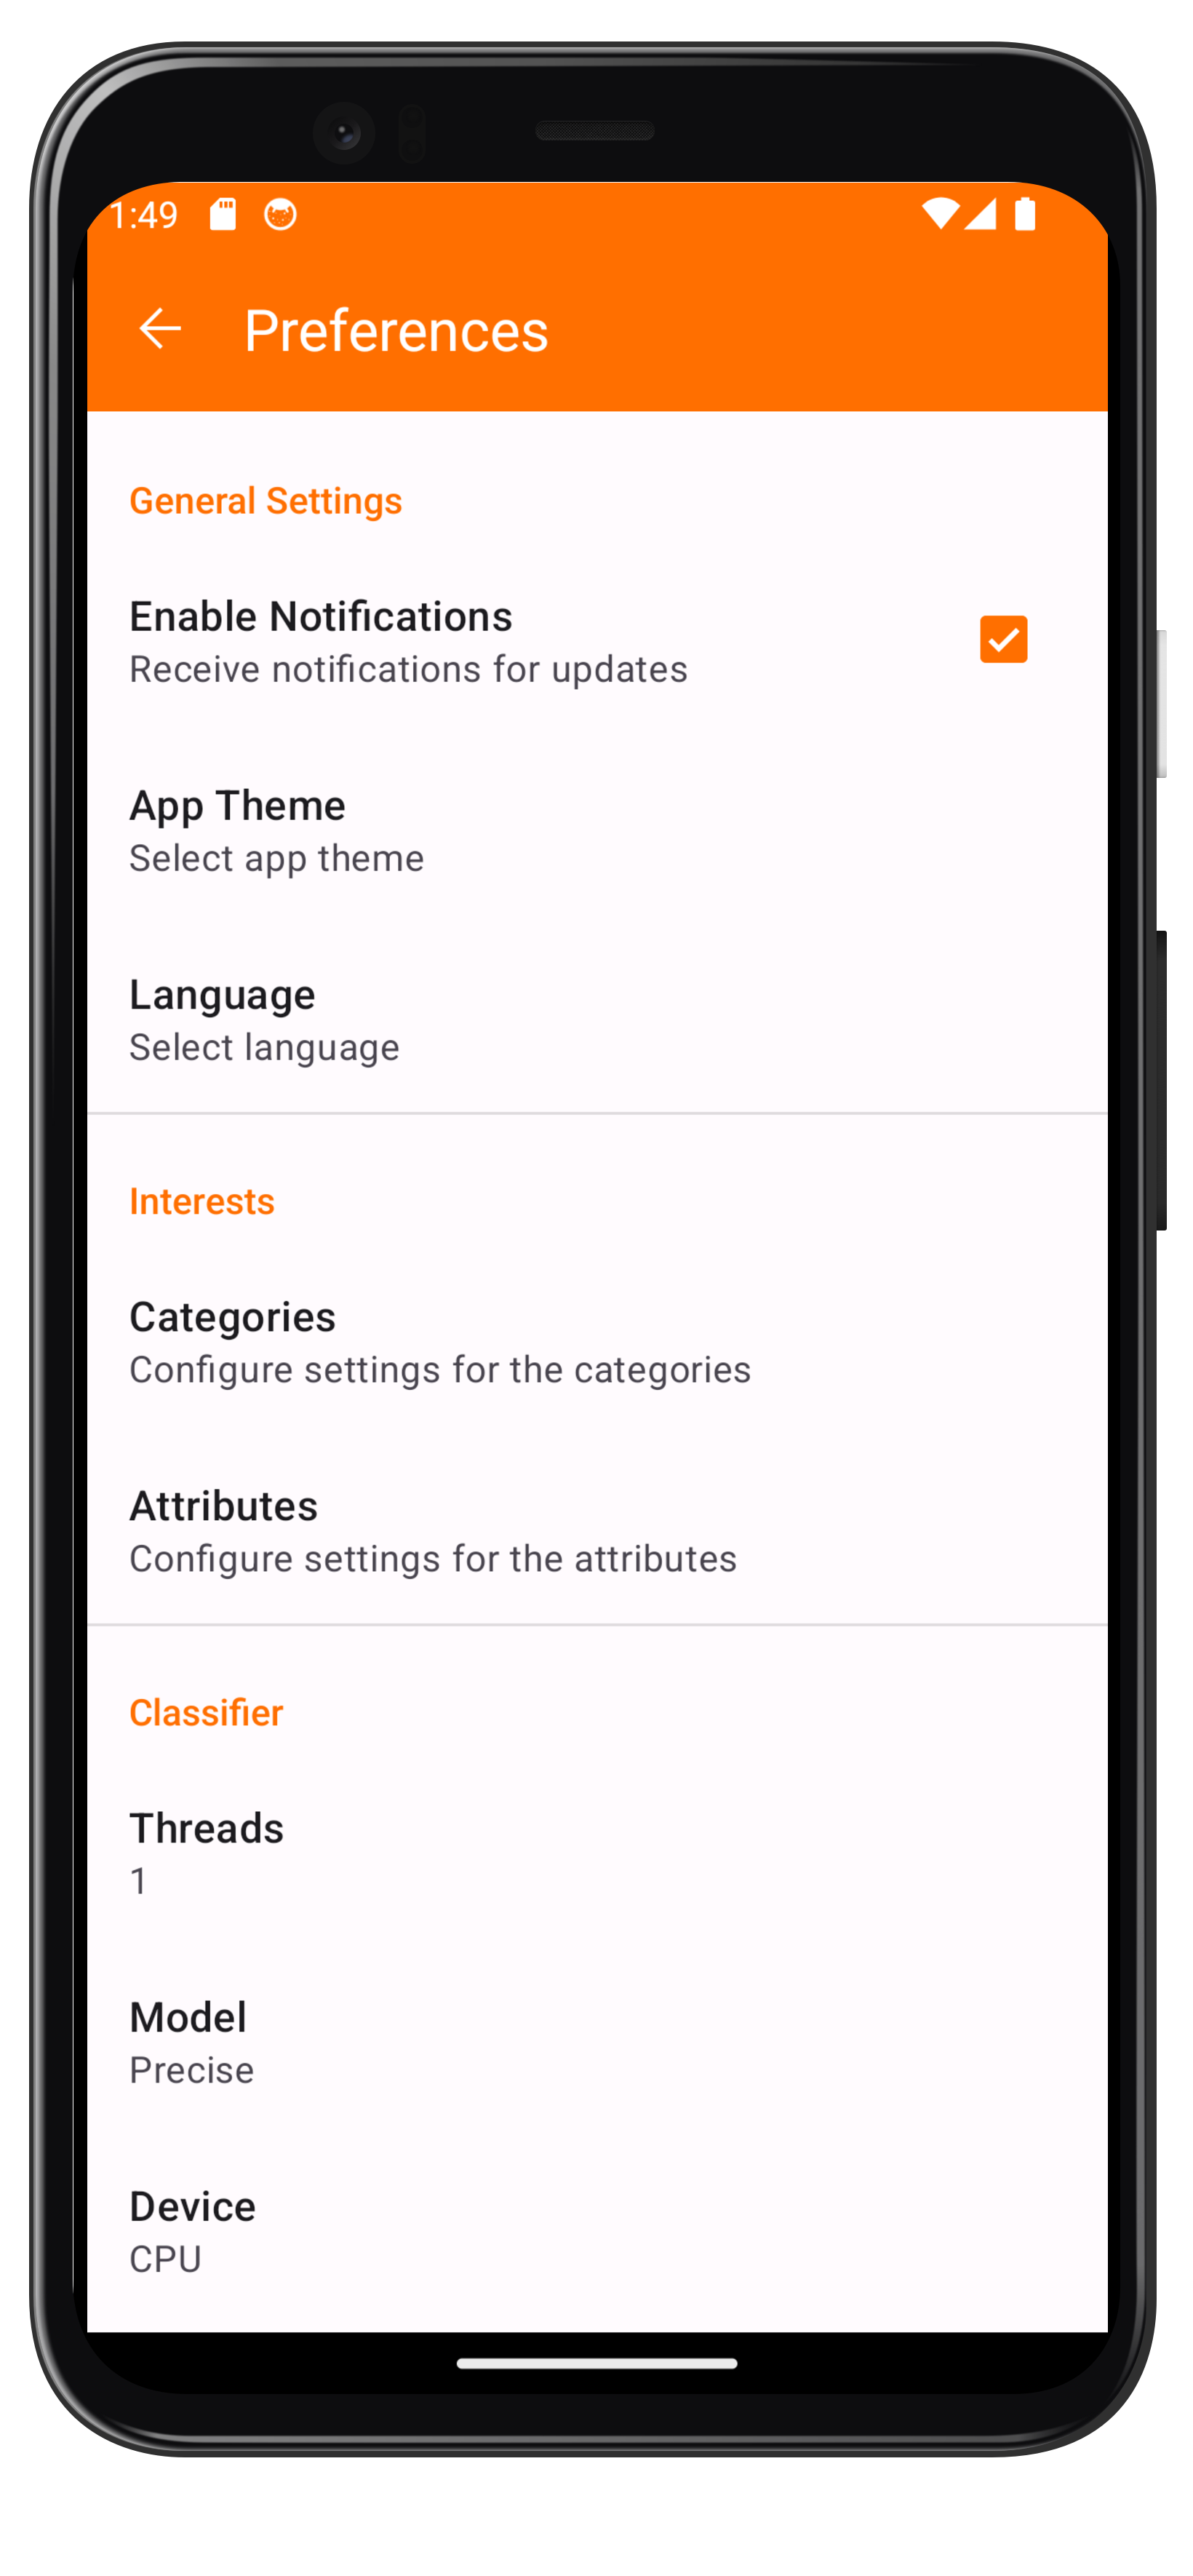 1:49
Preferences
General Settings
Enable Notifications
Receive notifications for updates
App Theme
Select app theme
Language
Select language
Interests
Categories
Configure settings for the categories
Attributes
Configure settings for the attributes
Classifier
Threads
1
Model
Precise
Device
CPU